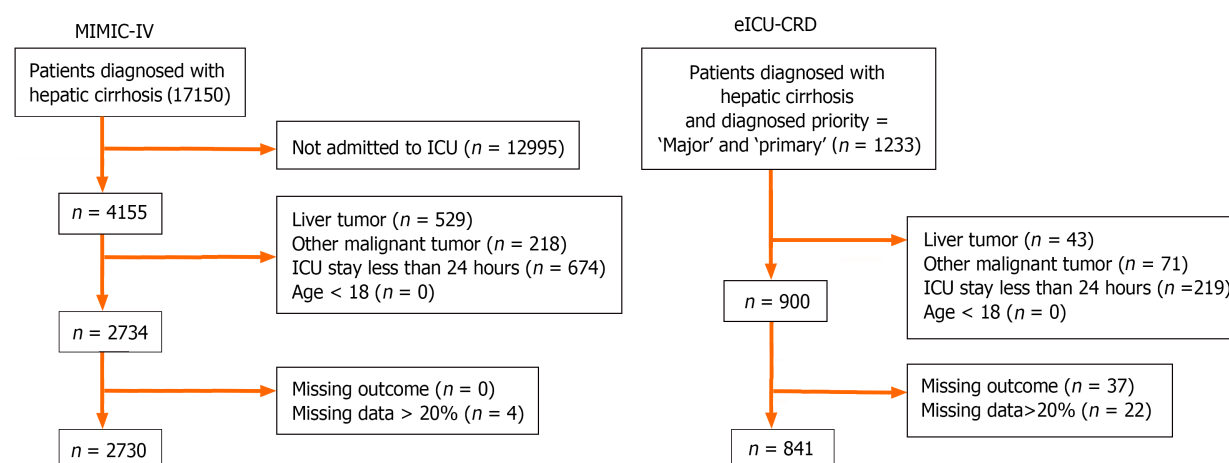 MIMIC-IV
Patients diagnosed with
hepatic cirrhosis (17150)
Not admitted to ICU (n = 12995)
n = 4155
Liver tumor (n = 529)
Other malignant tumor (n = 218)
ICU stay less than 24 hours (n = 674)
Age < 18 (n = 0)
n = 2734
Missing outcome (n = 0)
Missing data > 20% (n = 4)
n = 2730
eICU-CRD
Patients diagnosed with
hepatic cirrhosis
and diagnosed priority =
‘Major’ and ‘primary’ (n = 1233)
Liver tumor (n = 43)
Other malignant tumor (n = 71)
ICU stay less than 24 hours (n =219)
Age < 18 (n = 0)
n = 900
Missing outcome (n = 37)
Missing data>20% (n = 22)
n = 841